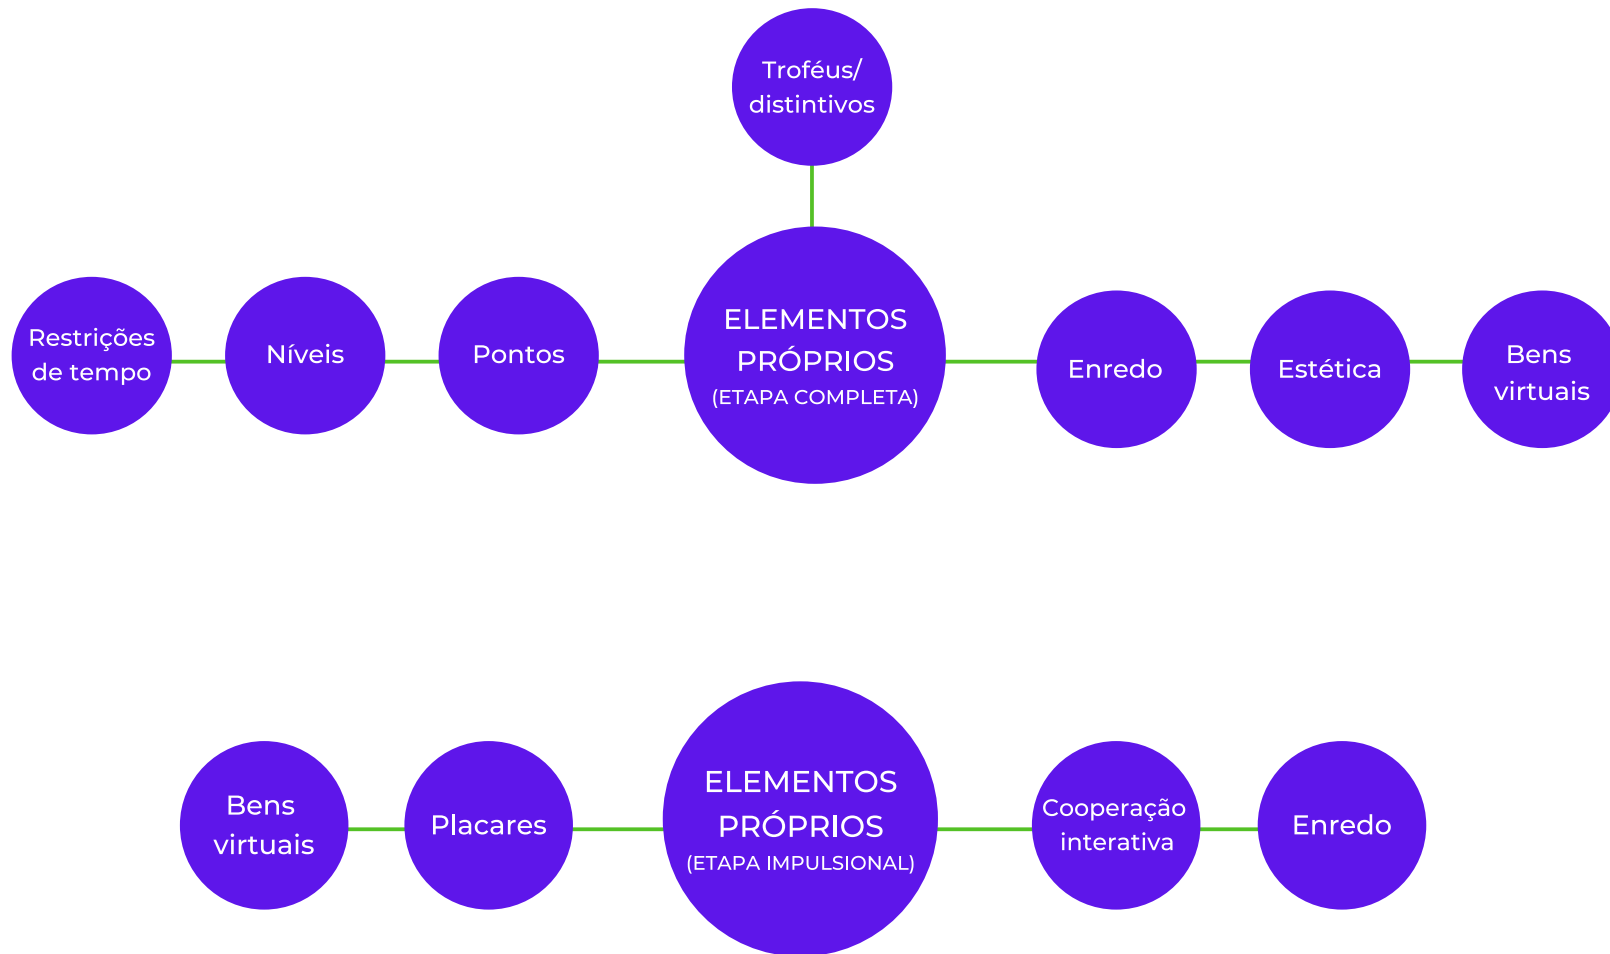 Troféus/
distintivos
Restrições
de tempo
Níveis
Pontos
ELEMENTOS
PRÓPRIOS
(ETAPA COMPLETA)
Enredo
Estética
Bens
virtuais
Bens
virtuais
Placares
ELEMENTOS
PRÓPRIOS
(ETAPA IMPULSIONAL)
Cooperação
interativa
Enredo